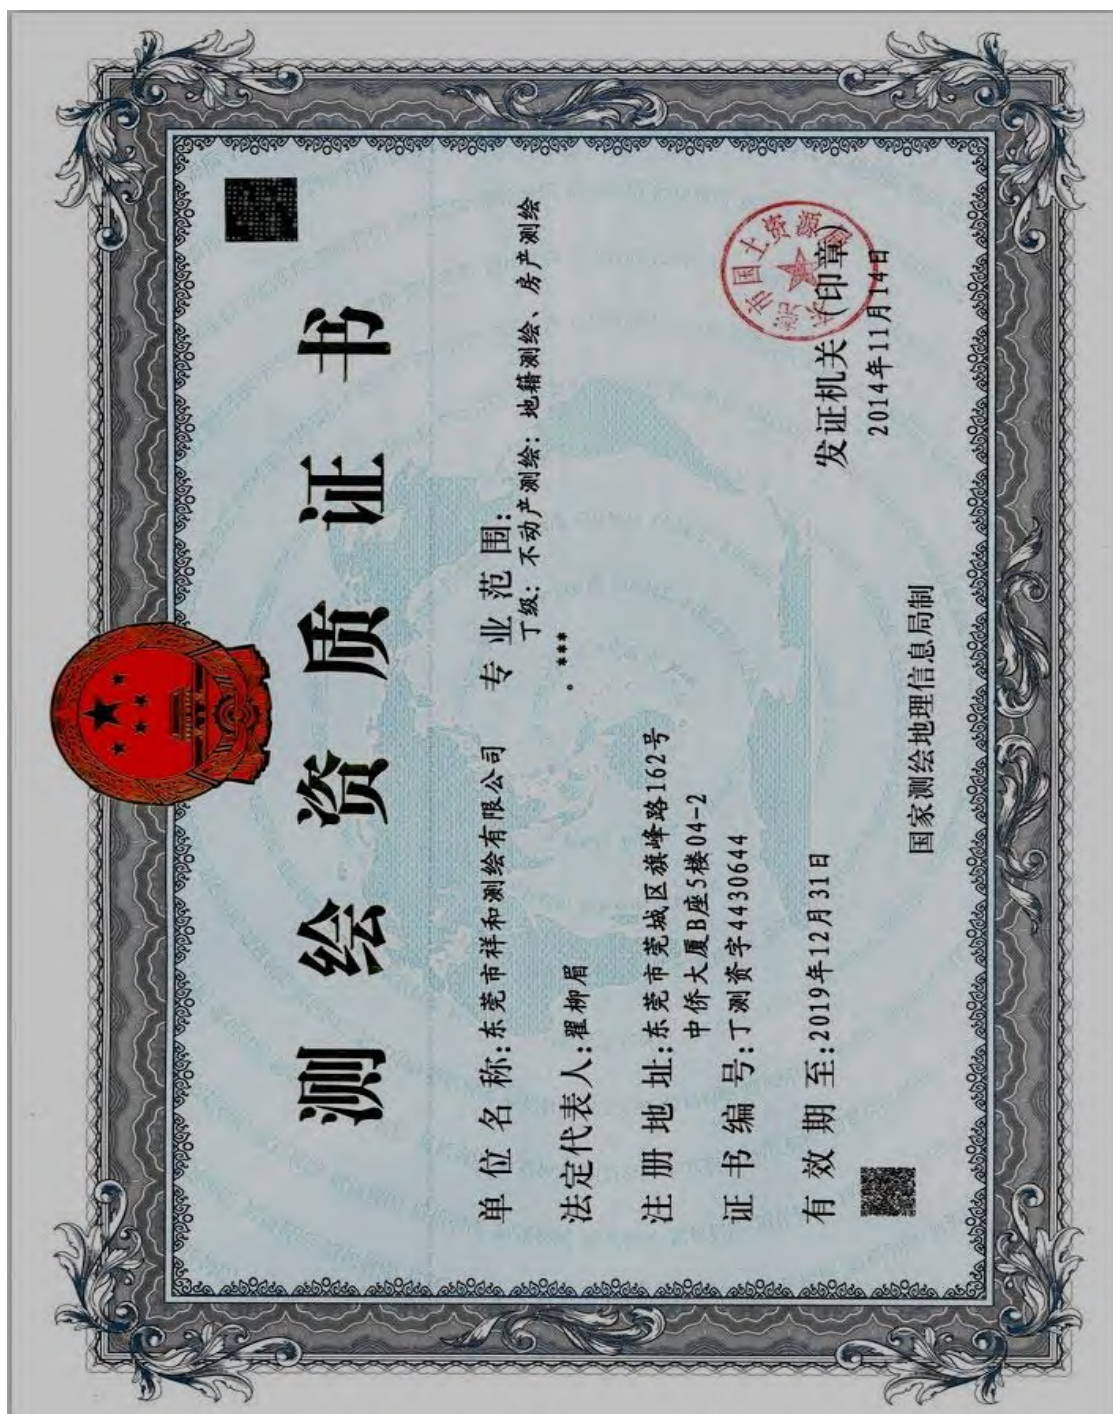 测绘资质证书
单位名称:东莞市祥和测绘有限公司
法定代表人:翟柳眉
注册地址:东莞市莞城区旗峰路162号
中侨大厦B座5楼04-2
证书编号:丁测资字4430644
有效期至:2019年12月31日
专业范围:
丁级:不动产测绘:地籍测绘、房产测绘
。***
发证机关(印章)
2014年11月14日
市国土资源
国家测绘地理信息局制